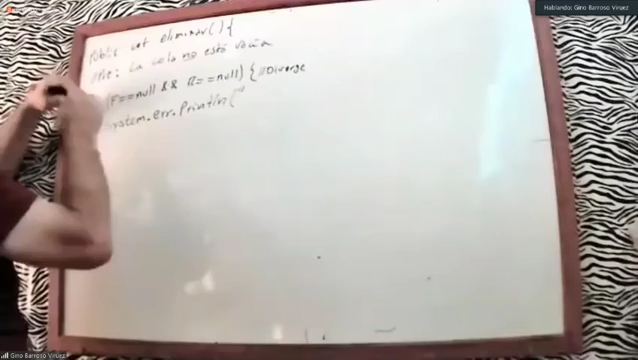 Hablando: Gino Barroso Viruez
Public int eliminar(){
//Pre: La cola no está vacía
(F==null && R==null) { //Diverge
System.err.Println("
Gino Barroso Viruez